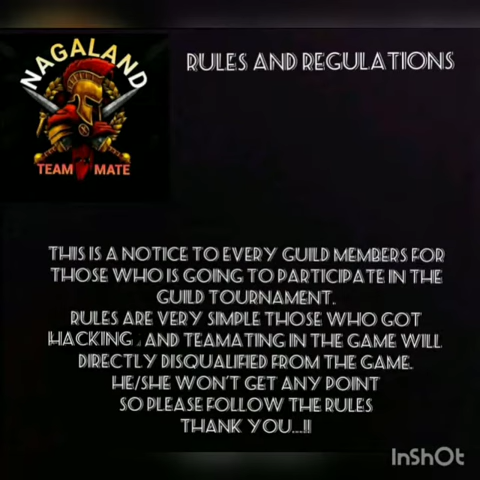 NAGALAND
TEAM MATE
RULES AND REGULATIONS
THIS IS A NOTICE TO EVERY GUILD MEMBERS FOR
THOSE WHO IS GOING TO PARTICIPATE IN THE
GUILD TOURNAMENT.
RULES ARE VERY SIMPLE THOSE WHO GOT
HACKING , AND TEAMATING IN THE GAME WILL
DIRECTLY DISQUALIFIED FROM THE GAME.
HE/SHE WON'T GET ANY POINT
SO PLEASE FOLLOW THE RULES
THANK YOU...!!!
InShOt